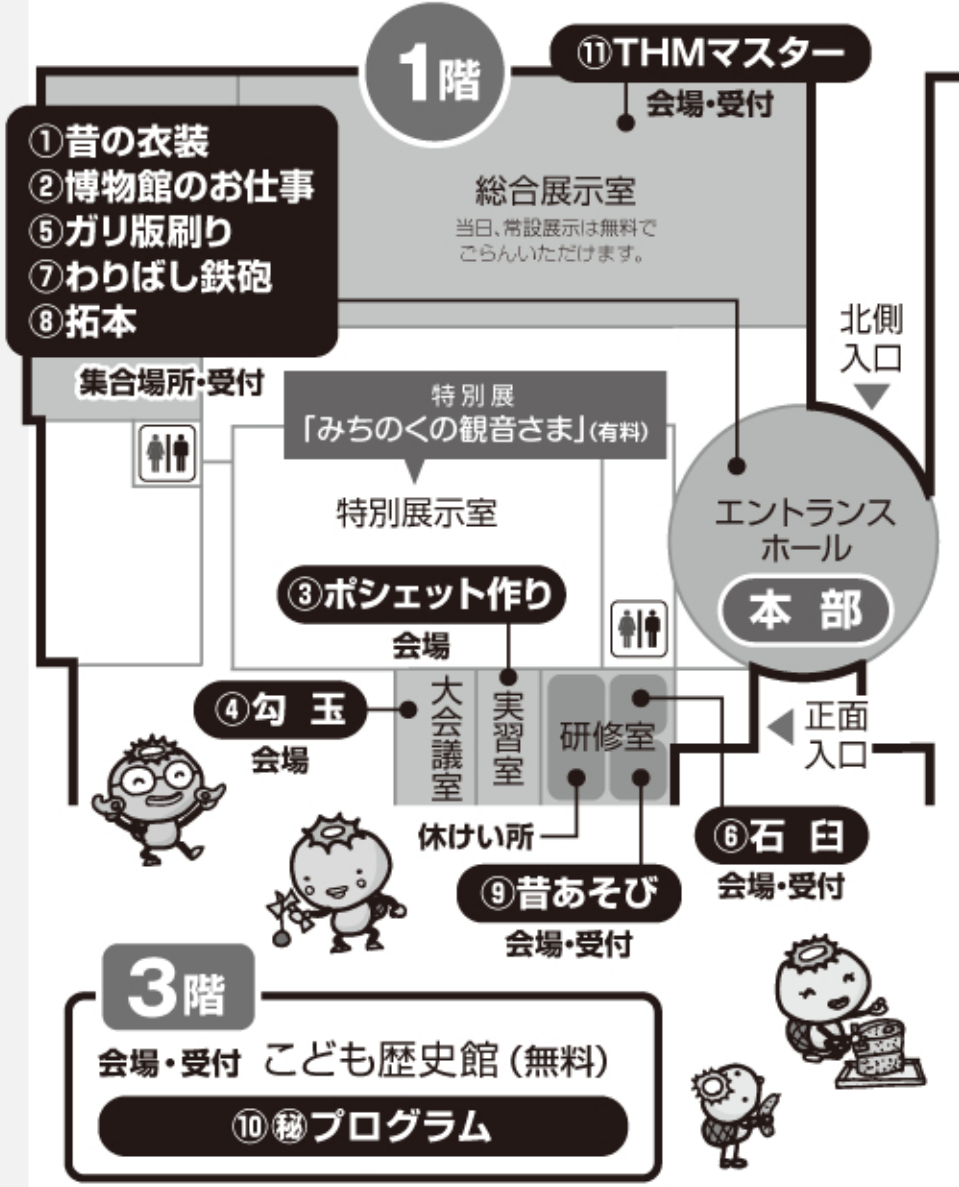 1階
⑪THMマスター
会場・受付
①昔の衣装
②博物館のお仕事
⑤ガリ版刷り
⑦わりばし鉄砲
⑧拓本
集合場所・受付
総合展示室
当日、常設展示は無料で
ごらんいただけます。
北側
入口
特別展
「みちのくの観音さま」(有料)
特別展示室
エントランス
ホール
本部
③ポシェット作り
会場
④勾玉
会場
大会議室
実習室
研修室
正面
入口
休けい所
⑥石臼
会場・受付
⑨昔あそび
会場・受付
3階
会場・受付 こども歴史館(無料)
⑩㊙プログラム